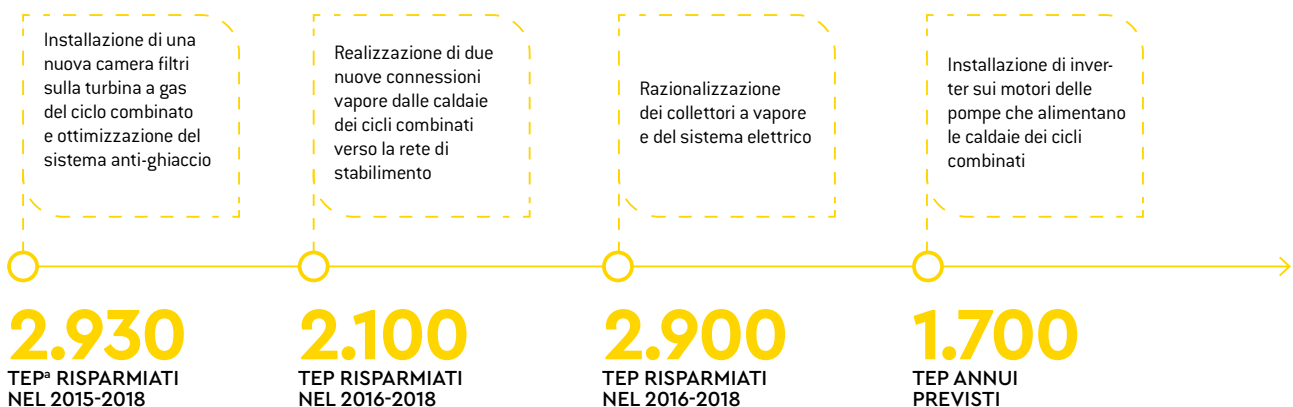 Installazione di una
nuova camera filtri
sulla turbina a gas
del ciclo combinato
e ottimizzazione del
sistema anti-ghiaccio
2.930
TEPª RISPARMIATI
NEL 2015-2018
Realizzazione di due
nuove connessioni
vapore dalle caldaie
dei cicli combinati
verso la rete di
stabilimento
2.100
TEP RISPARMIATI
NEL 2016-2018
Razionalizzazione
dei collettori a vapore
e del sistema elettrico
2.900
TEP RISPARMIATI
NEL 2016-2018
Installazione di inver-
ter sui motori delle
pompe che alimentano
le caldaie dei cicli
combinati
1.700
TEP ANNUI
PREVISTI